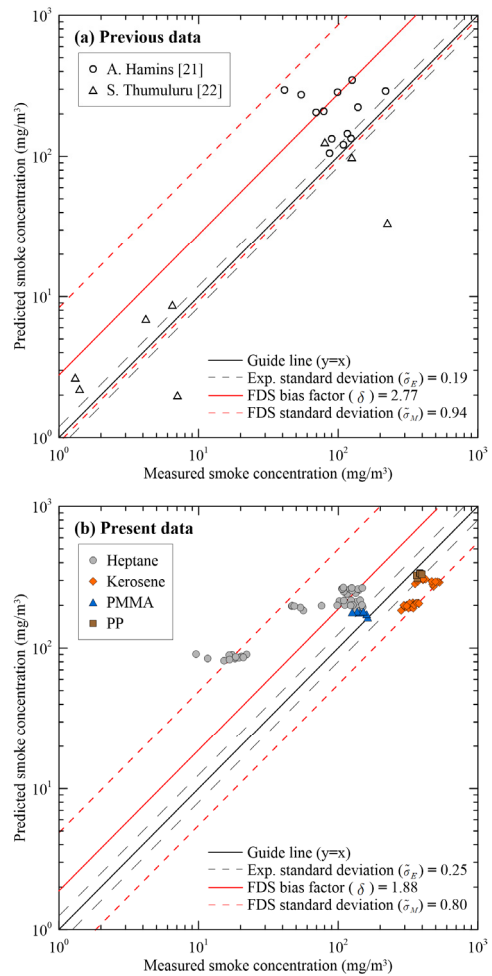 (a) Previous data
A. Hamins [21]
S. Thumuluru [22]
Predicted smoke concentration (mg/m³)
10³
10²
10¹
10⁰
Guide line (y=x)
Exp. standard deviation (σ̃_E) = 0.19
FDS bias factor ( δ ) = 2.77
FDS standard deviation (σ̃_M) = 0.94
10⁰ 10¹ 10² 10³
Measured smoke concentration (mg/m³)
(b) Present data
Heptane
Kerosene
PMMA
PP
Predicted smoke concentration (mg/m³)
10³
10²
10¹
10⁰
Guide line (y=x)
Exp. standard deviation (σ̃_E) = 0.25
FDS bias factor ( δ ) = 1.88
FDS standard deviation (σ̃_M) = 0.80
10⁰ 10¹ 10² 10³
Measured smoke concentration (mg/m³)